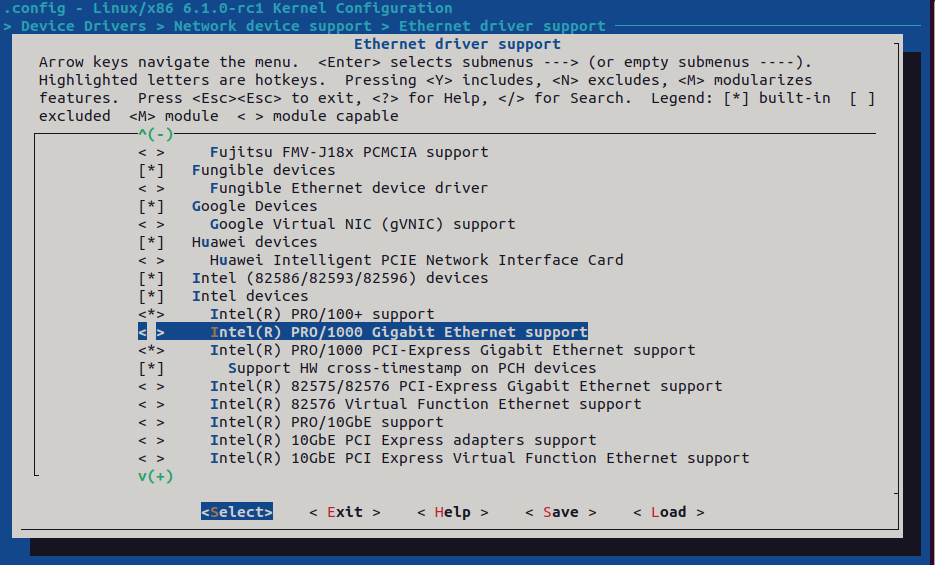 .config - Linux/x86 6.1.0-rc1 Kernel Configuration
> Device Drivers > Network device support > Ethernet driver support
Ethernet driver support
Arrow keys navigate the menu.  <Enter> selects submenus ---> (or empty submenus ----).
Highlighted letters are hotkeys.  Pressing <Y> includes, <N> excludes, <M> modularizes
features.  Press <Esc><Esc> to exit, <?> for Help, </> for Search.  Legend: [*] built-in  [ ]
excluded  <M> module  < > module capable
^(-)
< >     Fujitsu FMV-J18x PCMCIA support
[*]   Fungible devices
< >     Fungible Ethernet device driver
[*]   Google Devices
< >     Google Virtual NIC (gVNIC) support
[*]   Huawei devices
< >     Huawei Intelligent PCIE Network Interface Card
[*]   Intel (82586/82593/82596) devices
[*]   Intel devices
<*>     Intel(R) PRO/100+ support
< >     Intel(R) PRO/1000 Gigabit Ethernet support
<*>     Intel(R) PRO/1000 PCI-Express Gigabit Ethernet support
[*]       Support HW cross-timestamp on PCH devices
< >     Intel(R) 82575/82576 PCI-Express Gigabit Ethernet support
< >     Intel(R) 82576 Virtual Function Ethernet support
< >     Intel(R) PRO/10GbE support
< >     Intel(R) 10GbE PCI Express adapters support
< >     Intel(R) 10GbE PCI Express Virtual Function Ethernet support
v(+)
<Select>    < Exit >    < Help >    < Save >    < Load >